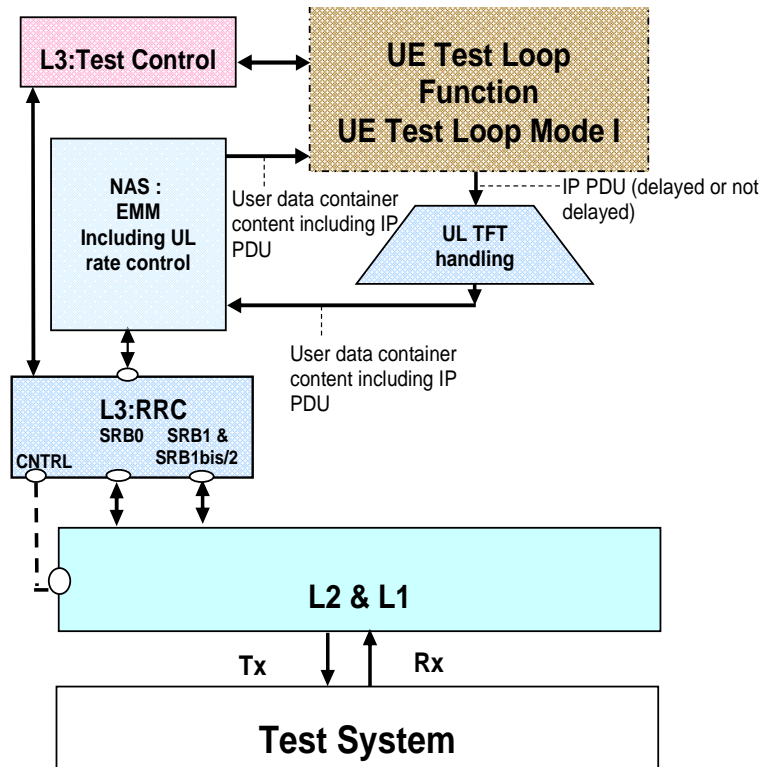 L3:Test Control
UE Test Loop
Function
UE Test Loop Mode I
NAS :
EMM
Including UL
rate control
User data container
content including IP
PDU
IP PDU (delayed or not
delayed)
UL TFT
handling
User data container
content including IP
PDU
L3:RRC
SRB0
SRB1 &
SRB1bis/2
CNTRL
L2 & L1
Tx
Rx
Test System